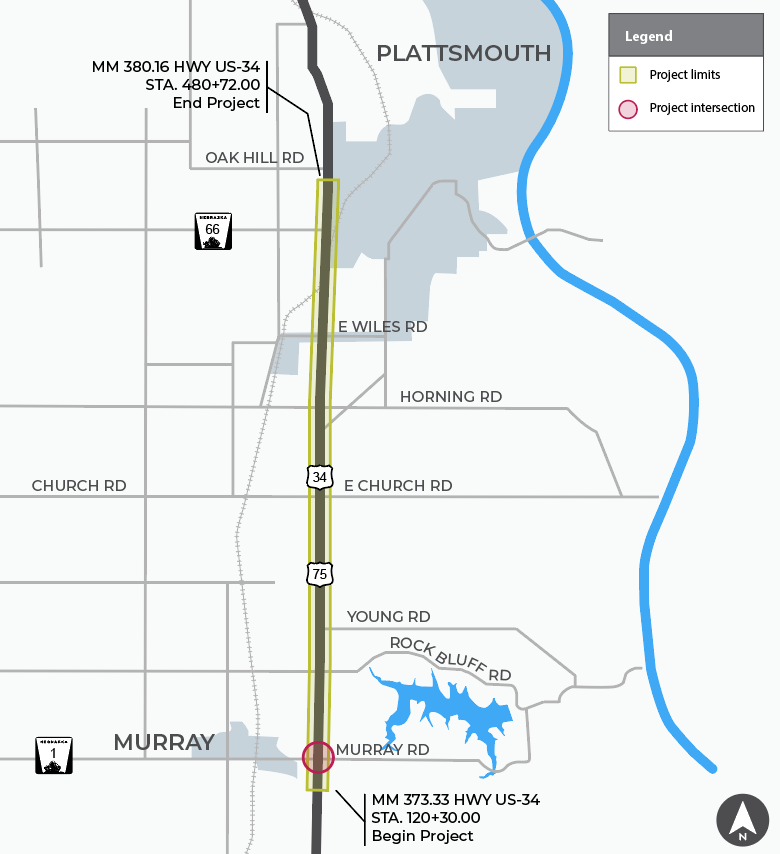 PLATTSMOUTH
Legend
Project limits
Project intersection
MM 380.16 HWY US-34
STA. 480+72.00
End Project
OAK HILL RD
NEBRASKA
66
E WILES RD
HORNING RD
34
CHURCH RD
E CHURCH RD
75
YOUNG RD
ROCK BLUFF RD
MURRAY
NEBRASKA
1
MURRAY RD
MM 373.33 HWY US-34
STA. 120+30.00
Begin Project
N